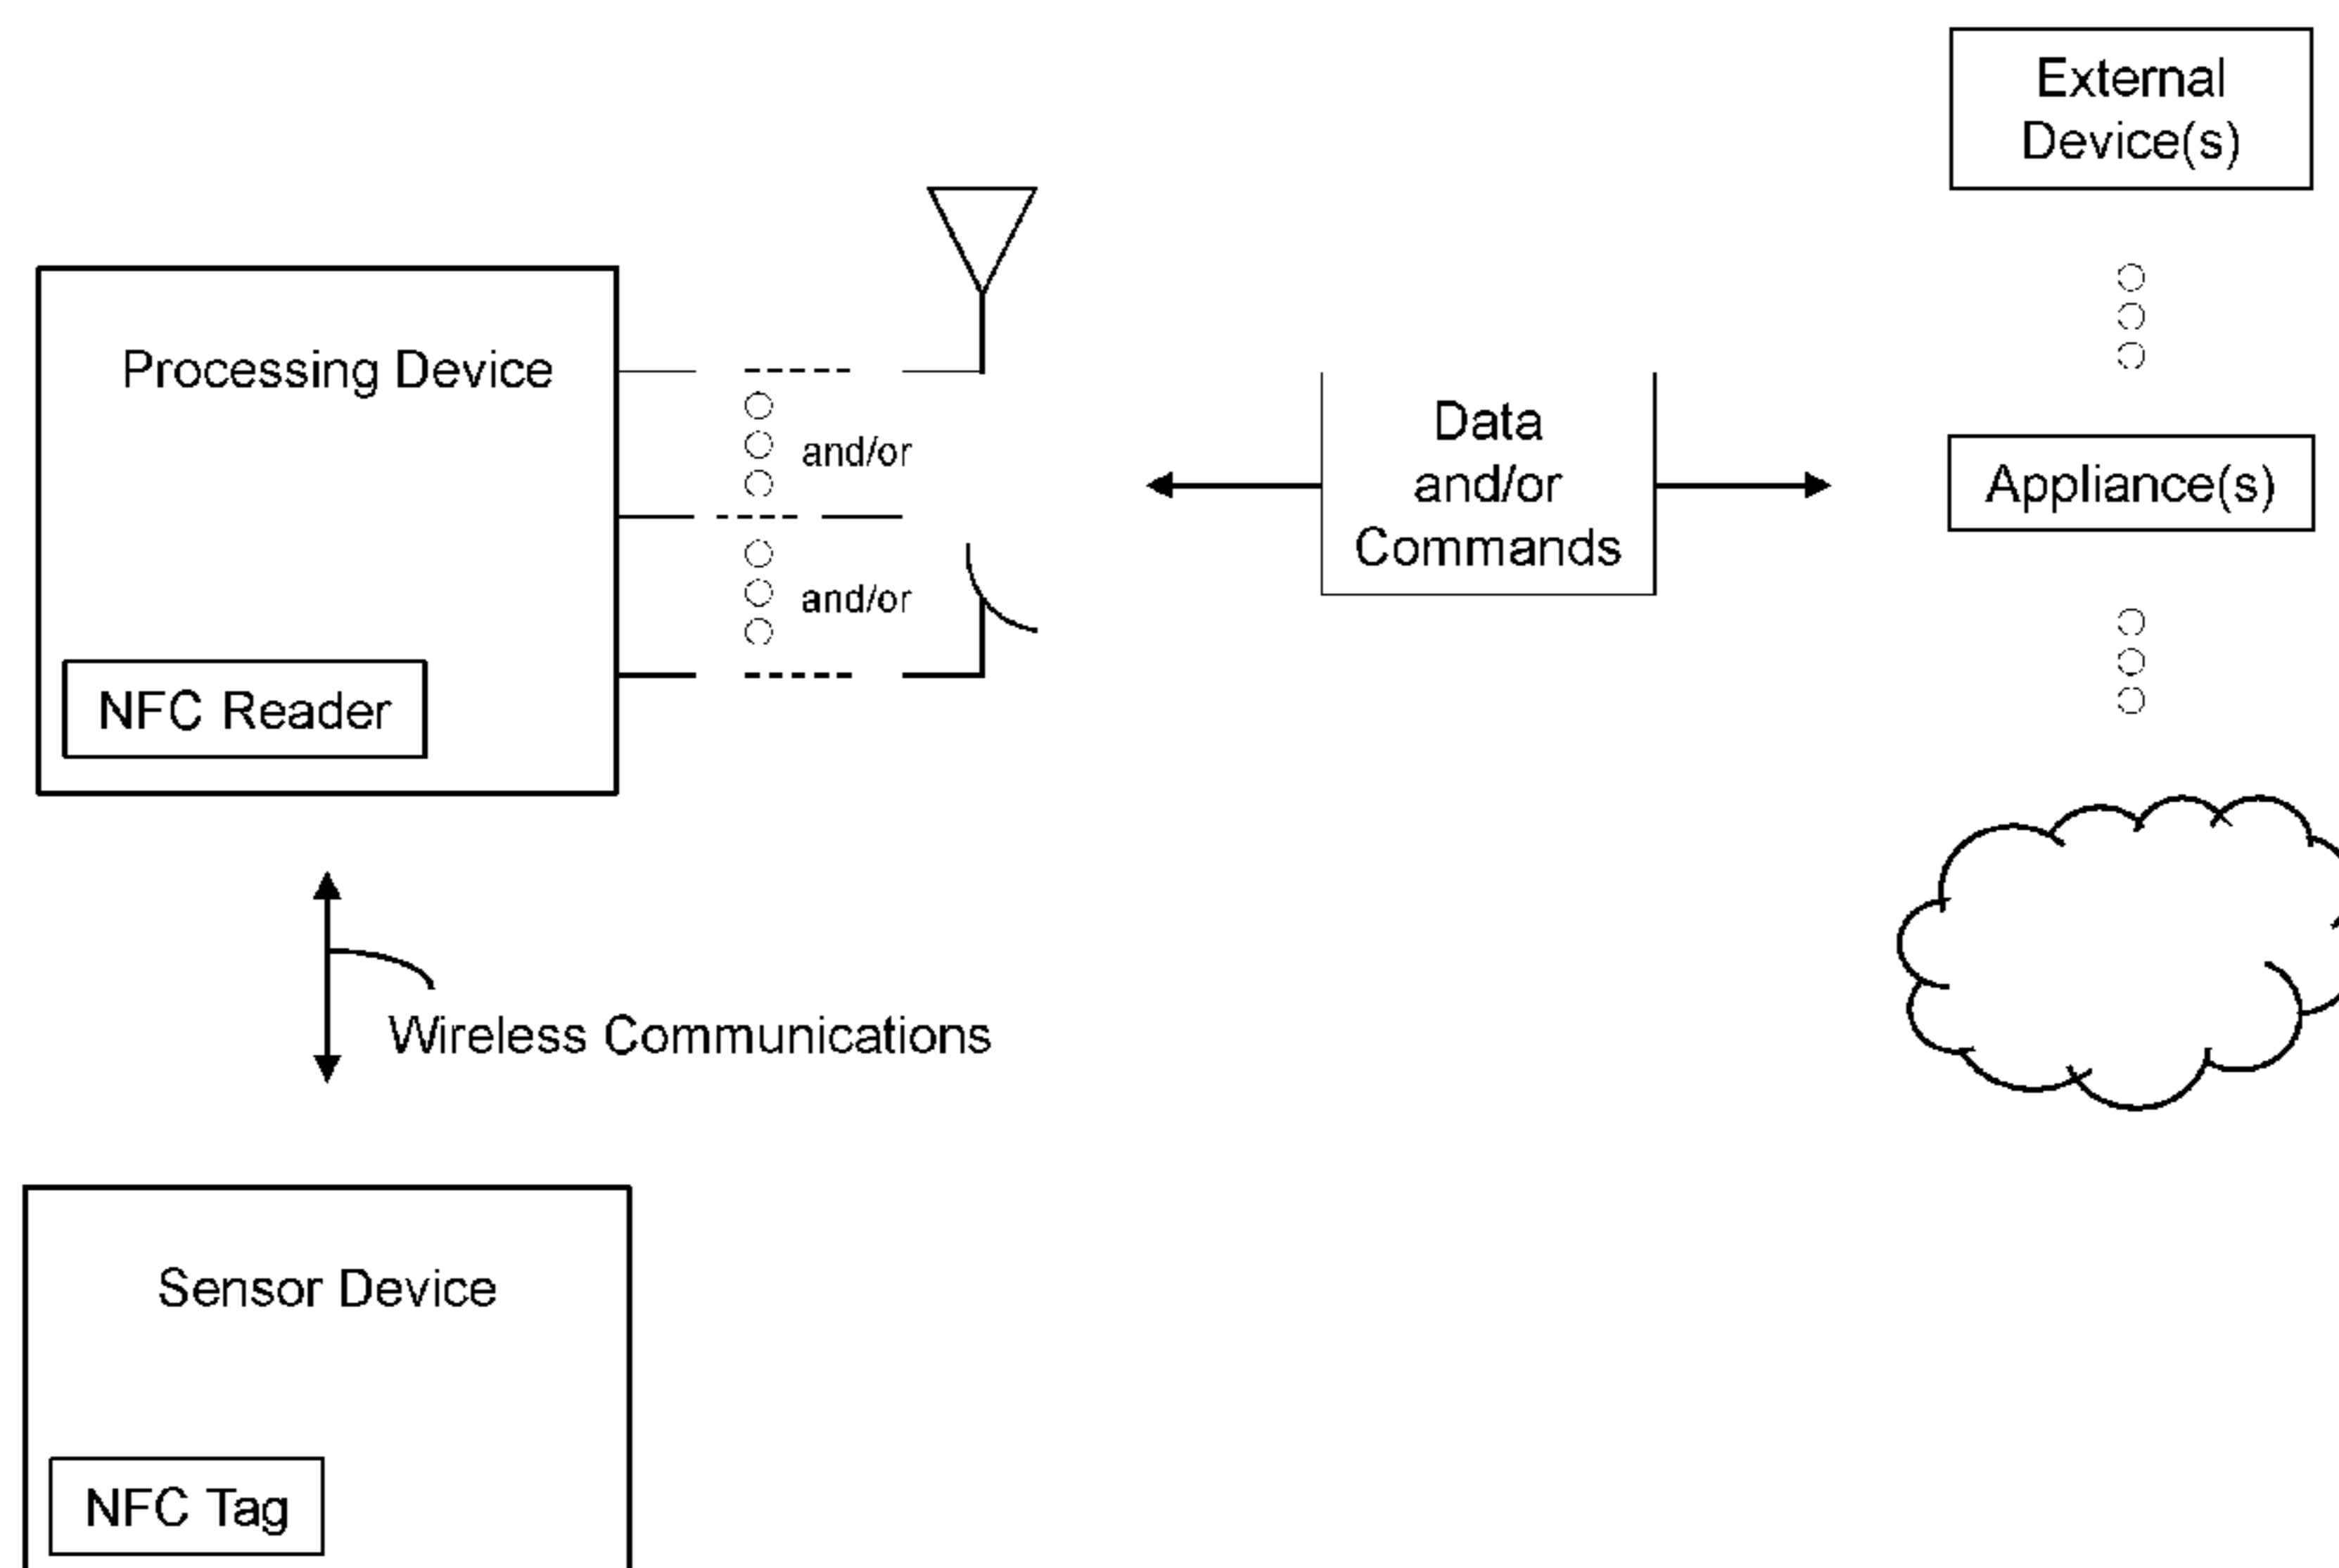 External
Device(s)
Processing Device
and/or
Data
and/or
Commands
Appliance(s)
and/or
NFC Reader
Wireless Communications
Sensor Device
NFC Tag